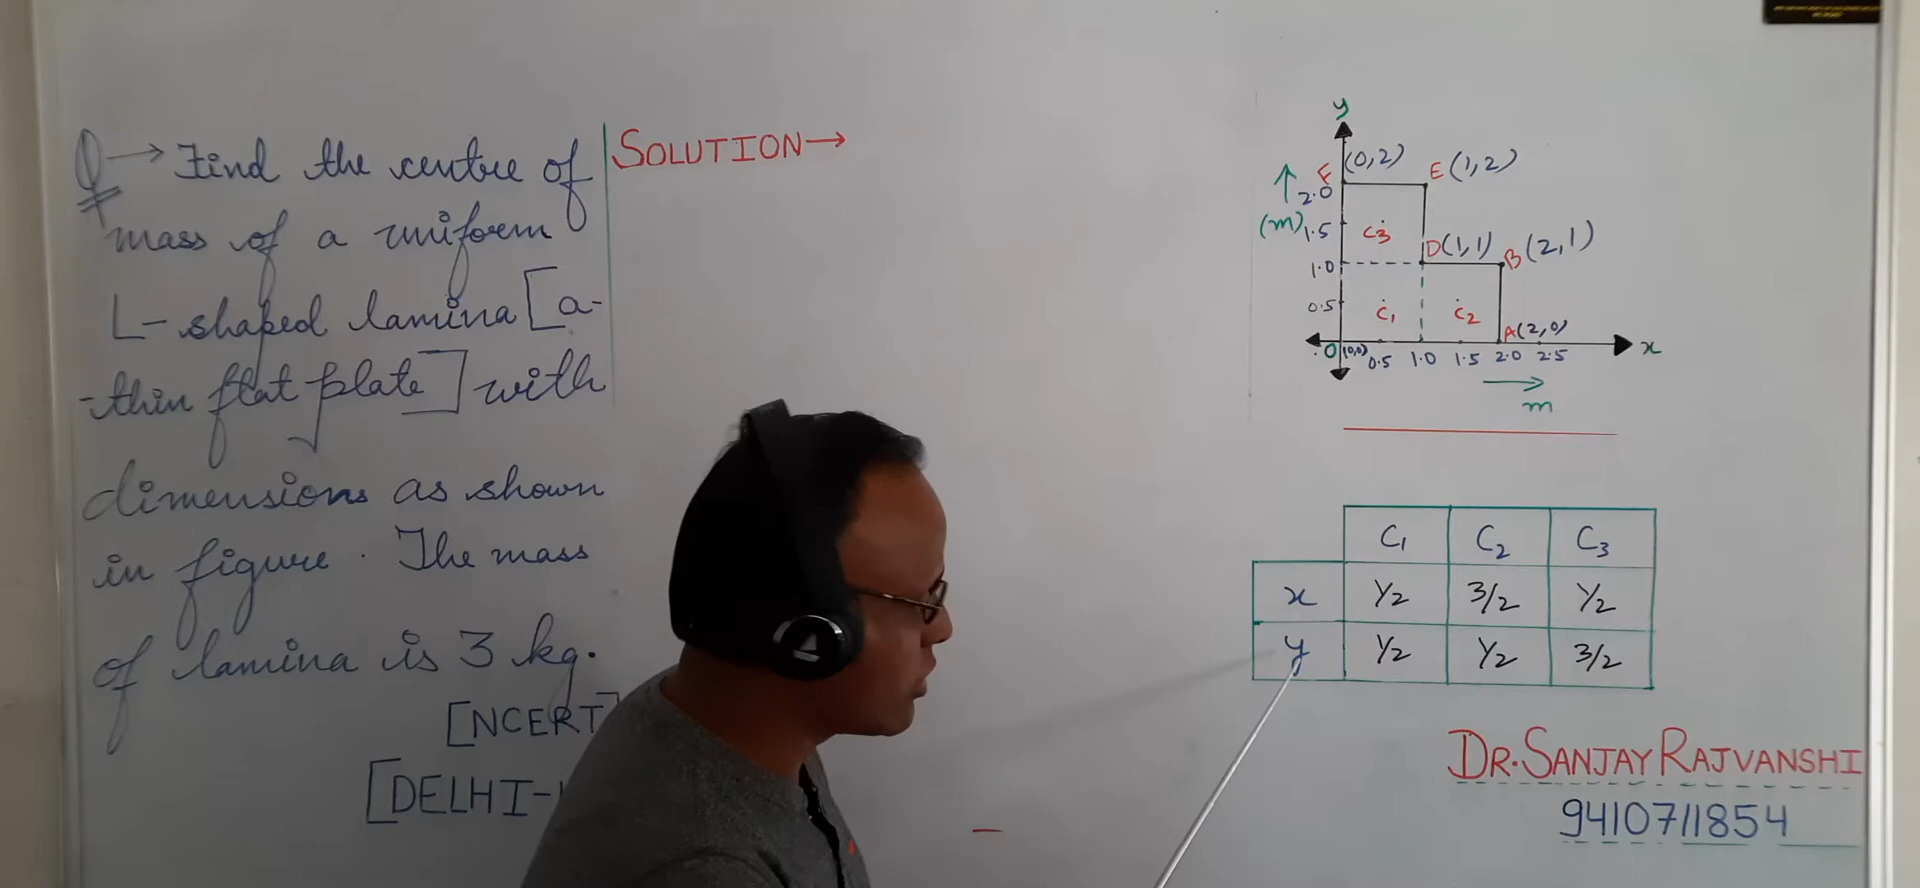 Q → Find the centre of
mass of a uniform
L-shaped lamina [a-
-thin flat plate] with
dimensions as shown
in figure. The mass
of lamina is 3 kg.
[NCERT]
[DELHI-
SOLUTION→
y
F (0,2) E (1,2)
2.0
(m) 1.5 C3
D(1,1) B (2,1)
1.0
0.5 C1 C2
A(2,0)
O (0,0) 0.5 1.0 1.5 2.0 2.5 x
m
C1 C2 C3
x 1/2 3/2 1/2
y 1/2 1/2 3/2
DR. SANJAY RAJVANSHI
9410711854